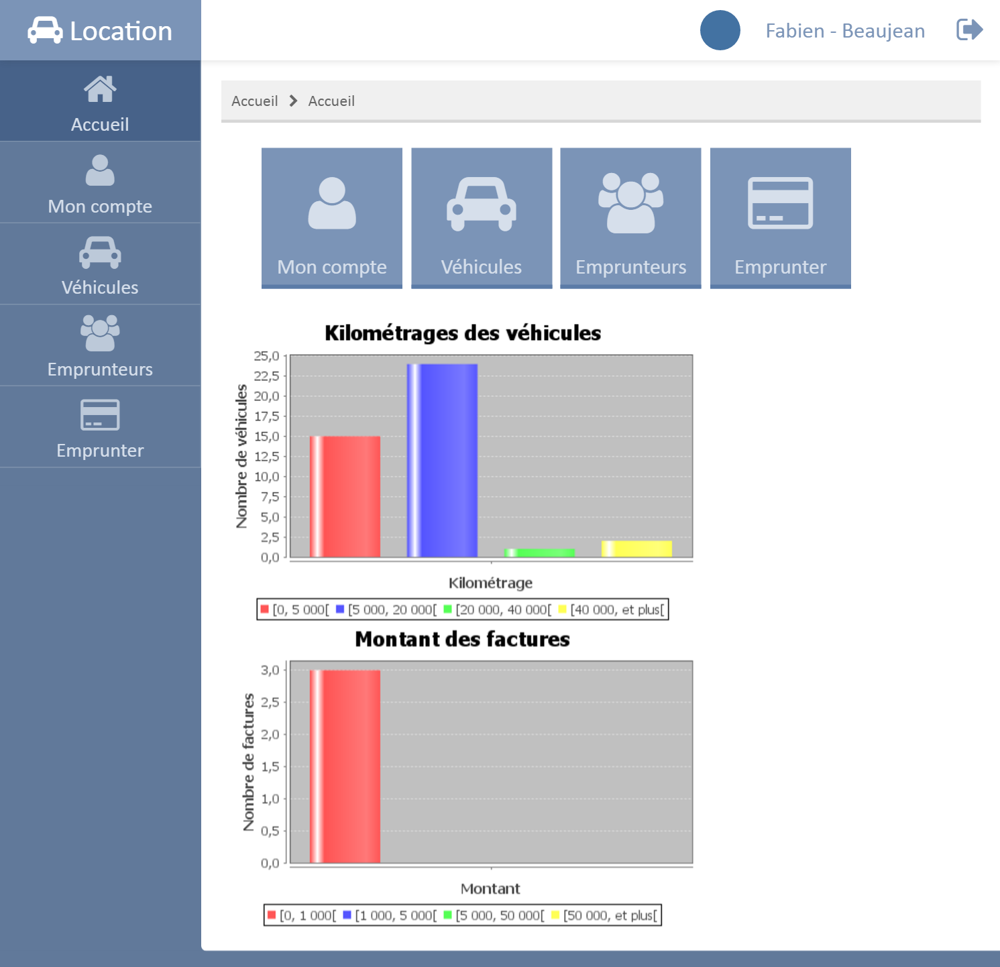 Location
Fabien - Beaujean
Accueil
Mon compte
Véhicules
Emprunteurs
Emprunter
Accueil Accueil
Mon compte Véhicules Emprunteurs Emprunter
Kilométrages des véhicules
Nombre de véhicules
25,0
22,5
20,0
17,5
15,0
12,5
10,0
7,5
5,0
2,5
0,0
Kilométrage
[0, 5 000[ [5 000, 20 000[ [20 000, 40 000[ [40 000, et plus[
Montant des factures
Nombre de factures
3,0
2,5
2,0
1,5
1,0
0,5
0,0
Montant
[0, 1 000[ [1 000, 5 000[ [5 000, 50 000[ [50 000, et plus[